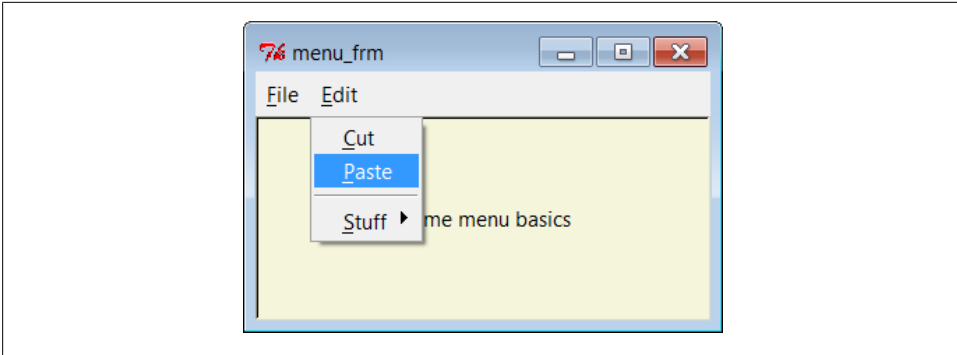 menu_frm
File Edit
Cut
Paste
Stuff
me menu basics